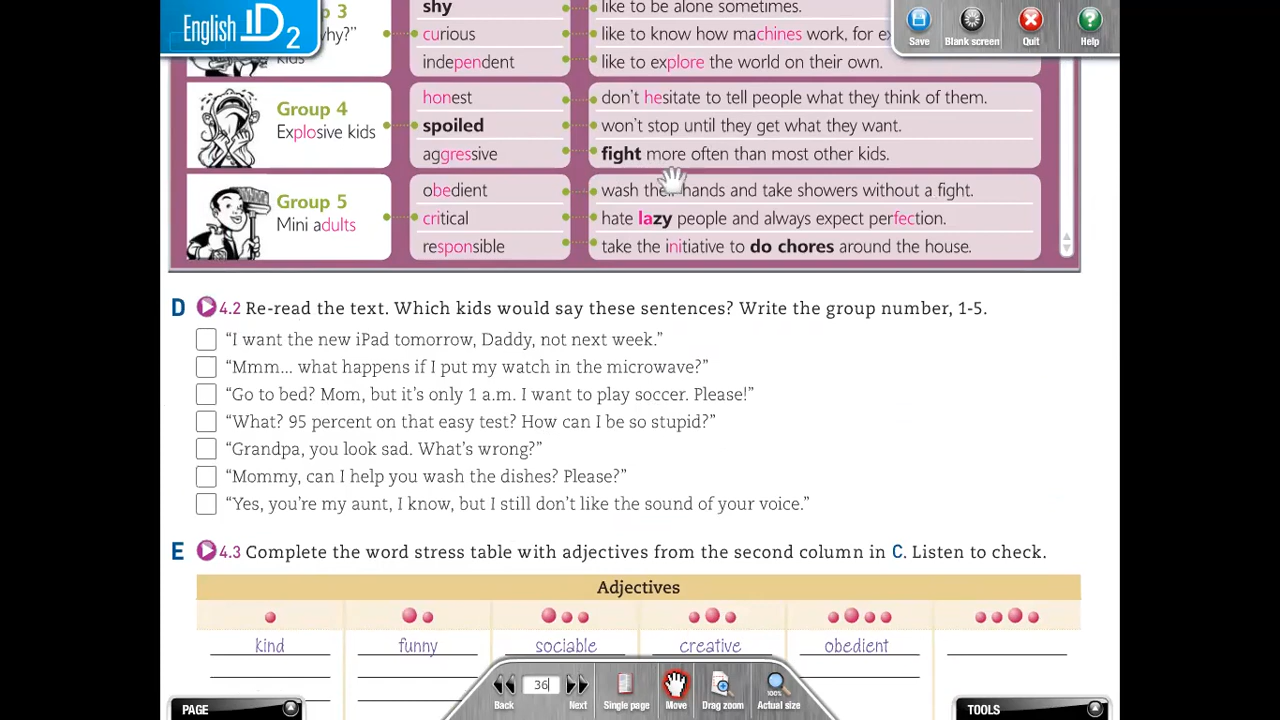 English ID 2
p 3
shy
like to be alone sometimes.
hy?”
curious
like to know how machines work, for ex
kids
independent
like to explore the world on their own.
Group 4
Explosive kids
honest
don't hesitate to tell people what they think of them.
spoiled
won't stop until they get what they want.
aggressive
fight more often than most other kids.
Group 5
Mini adults
obedient
wash their hands and take showers without a fight.
critical
hate lazy people and always expect perfection.
responsible
take the initiative to do chores around the house.
Save
Blank screen
Quit
Help
D 4.2 Re-read the text. Which kids would say these sentences? Write the group number, 1-5.
“I want the new iPad tomorrow, Daddy, not next week.”
“Mmm... what happens if I put my watch in the microwave?”
“Go to bed? Mom, but it's only 1 a.m. I want to play soccer. Please!”
“What? 95 percent on that easy test? How can I be so stupid?”
“Grandpa, you look sad. What's wrong?”
“Mommy, can I help you wash the dishes? Please?”
“Yes, you're my aunt, I know, but I still don't like the sound of your voice.”
E 4.3 Complete the word stress table with adjectives from the second column in C. Listen to check.
Adjectives
kind
funny
sociable
creative
obedient
36
Back
Next
Single page
Move
Drag zoom
100%
Actual size
PAGE
TOOLS